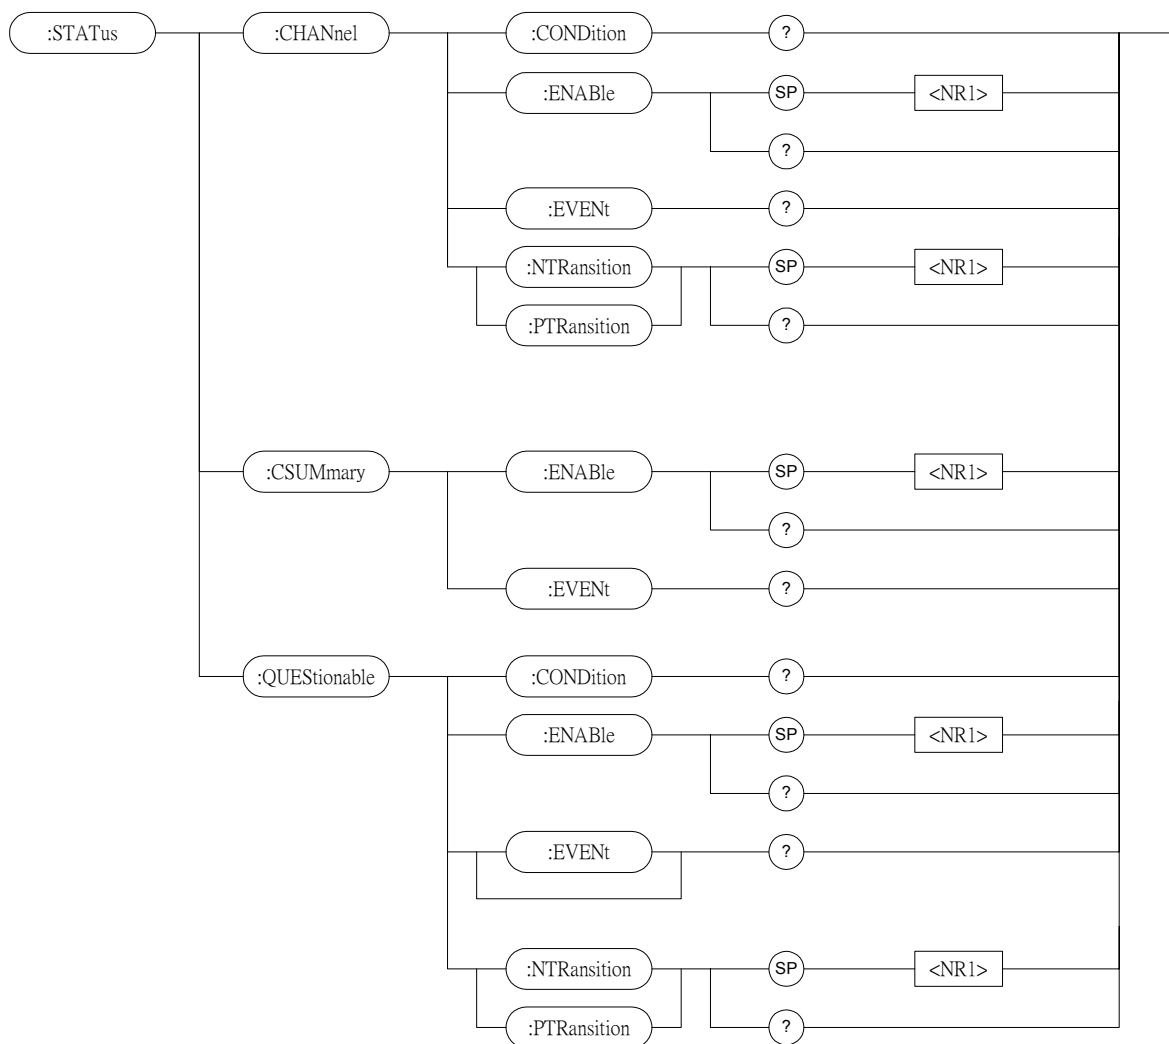 :STATus :CHANnel :CONDition ?
:ENABle SP <NR1>
?
:EVENt ?
:NTRansition SP <NR1>
:PTRansition ?
:CSUMmary :ENABle SP <NR1>
?
:EVENt ?
:QUEStionable :CONDition ?
:ENABle SP <NR1>
?
:EVENt ?
:NTRansition SP <NR1>
:PTRansition ?